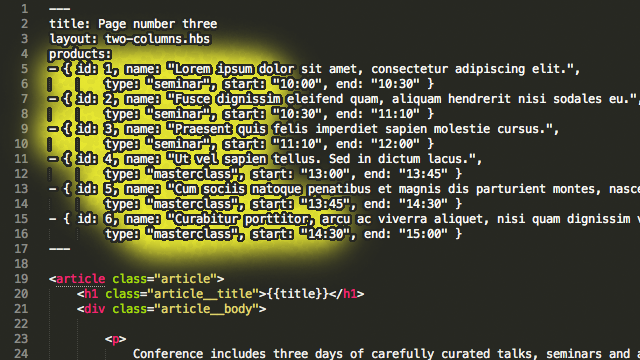 1 ---
2 title: Page number three
3 layout: two-columns.hbs
4 products:
5 - { id: 1, name: "Lorem ipsum dolor sit amet, consectetur adipiscing elit.",
6 type: "seminar", start: "10:00", end: "10:30" }
7 - { id: 2, name: "Fusce dignissim eleifend quam, aliquam hendrerit nisi sodales eu.",
8 type: "seminar", start: "10:30", end: "11:10" }
9 - { id: 3, name: "Praesent quis felis imperdiet sapien molestie cursus.",
10 type: "seminar", start: "11:10", end: "12:00" }
11 - { id: 4, name: "Ut vel sapien tellus. Sed in dictum lacus.",
12 type: "masterclass", start: "13:00", end: "13:45" }
13 - { id: 5, name: "Cum sociis natoque penatibus et magnis dis parturient montes, nasc
14 type: "masterclass", start: "13:45", end: "14:30" }
15 - { id: 6, name: "Curabitur porttitor, arcu ac viverra aliquet, nisi quam dignissim v
16 type: "masterclass", start: "14:30", end: "15:00" }
17 ---
18
19 <article class="article">
20 <h1 class="article__title">{{title}}</h1>
21 <div class="article__body">
22
23 <p>
24 Conference includes three days of carefully curated talks, seminars and a